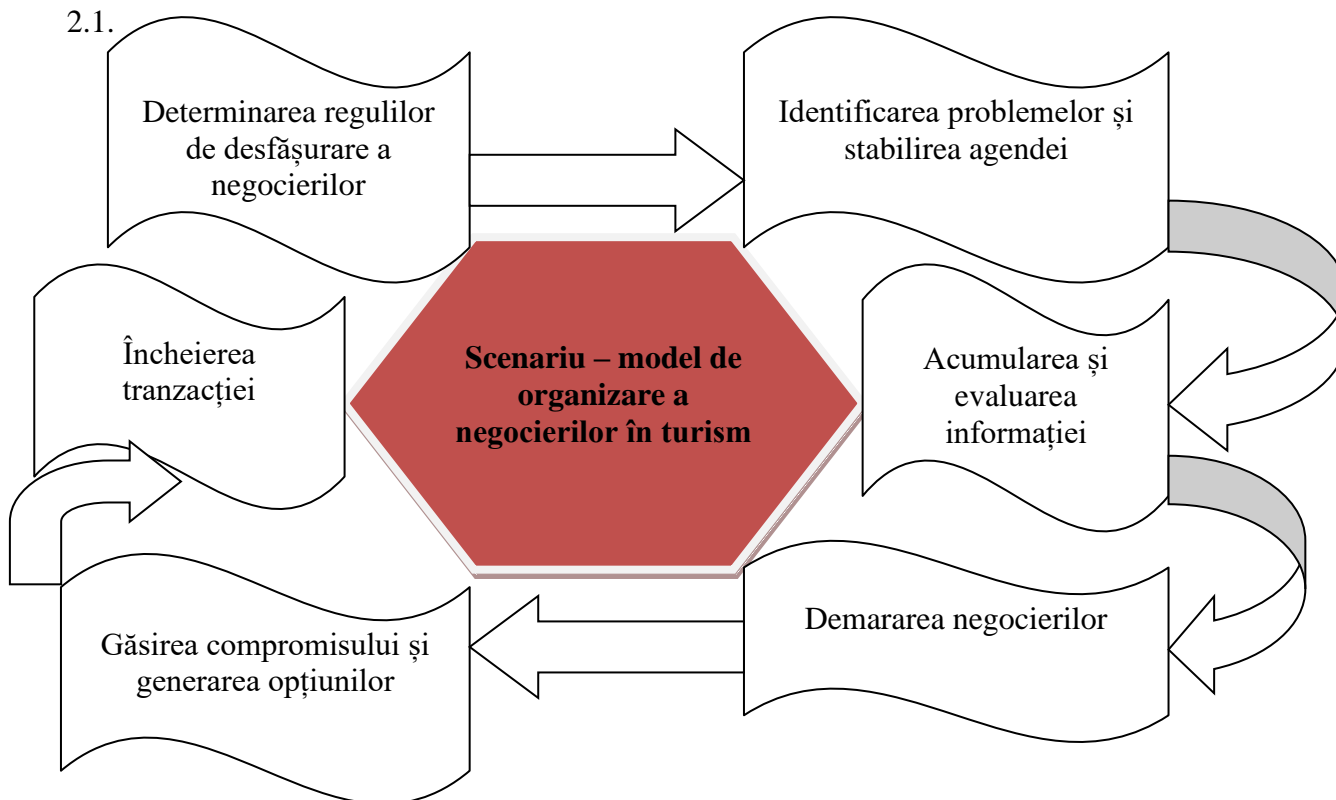 2.1.
Determinarea regulilor
de desfășurare a
negocierilor
Identificarea problemelor și
stabilirea agendei
Acumularea și
evaluarea
informației
Demararea negocierilor
Găsirea compromisului și
generarea opțiunilor
Încheierea
tranzacției
Scenariu – model de
organizare a
negocierilor în turism